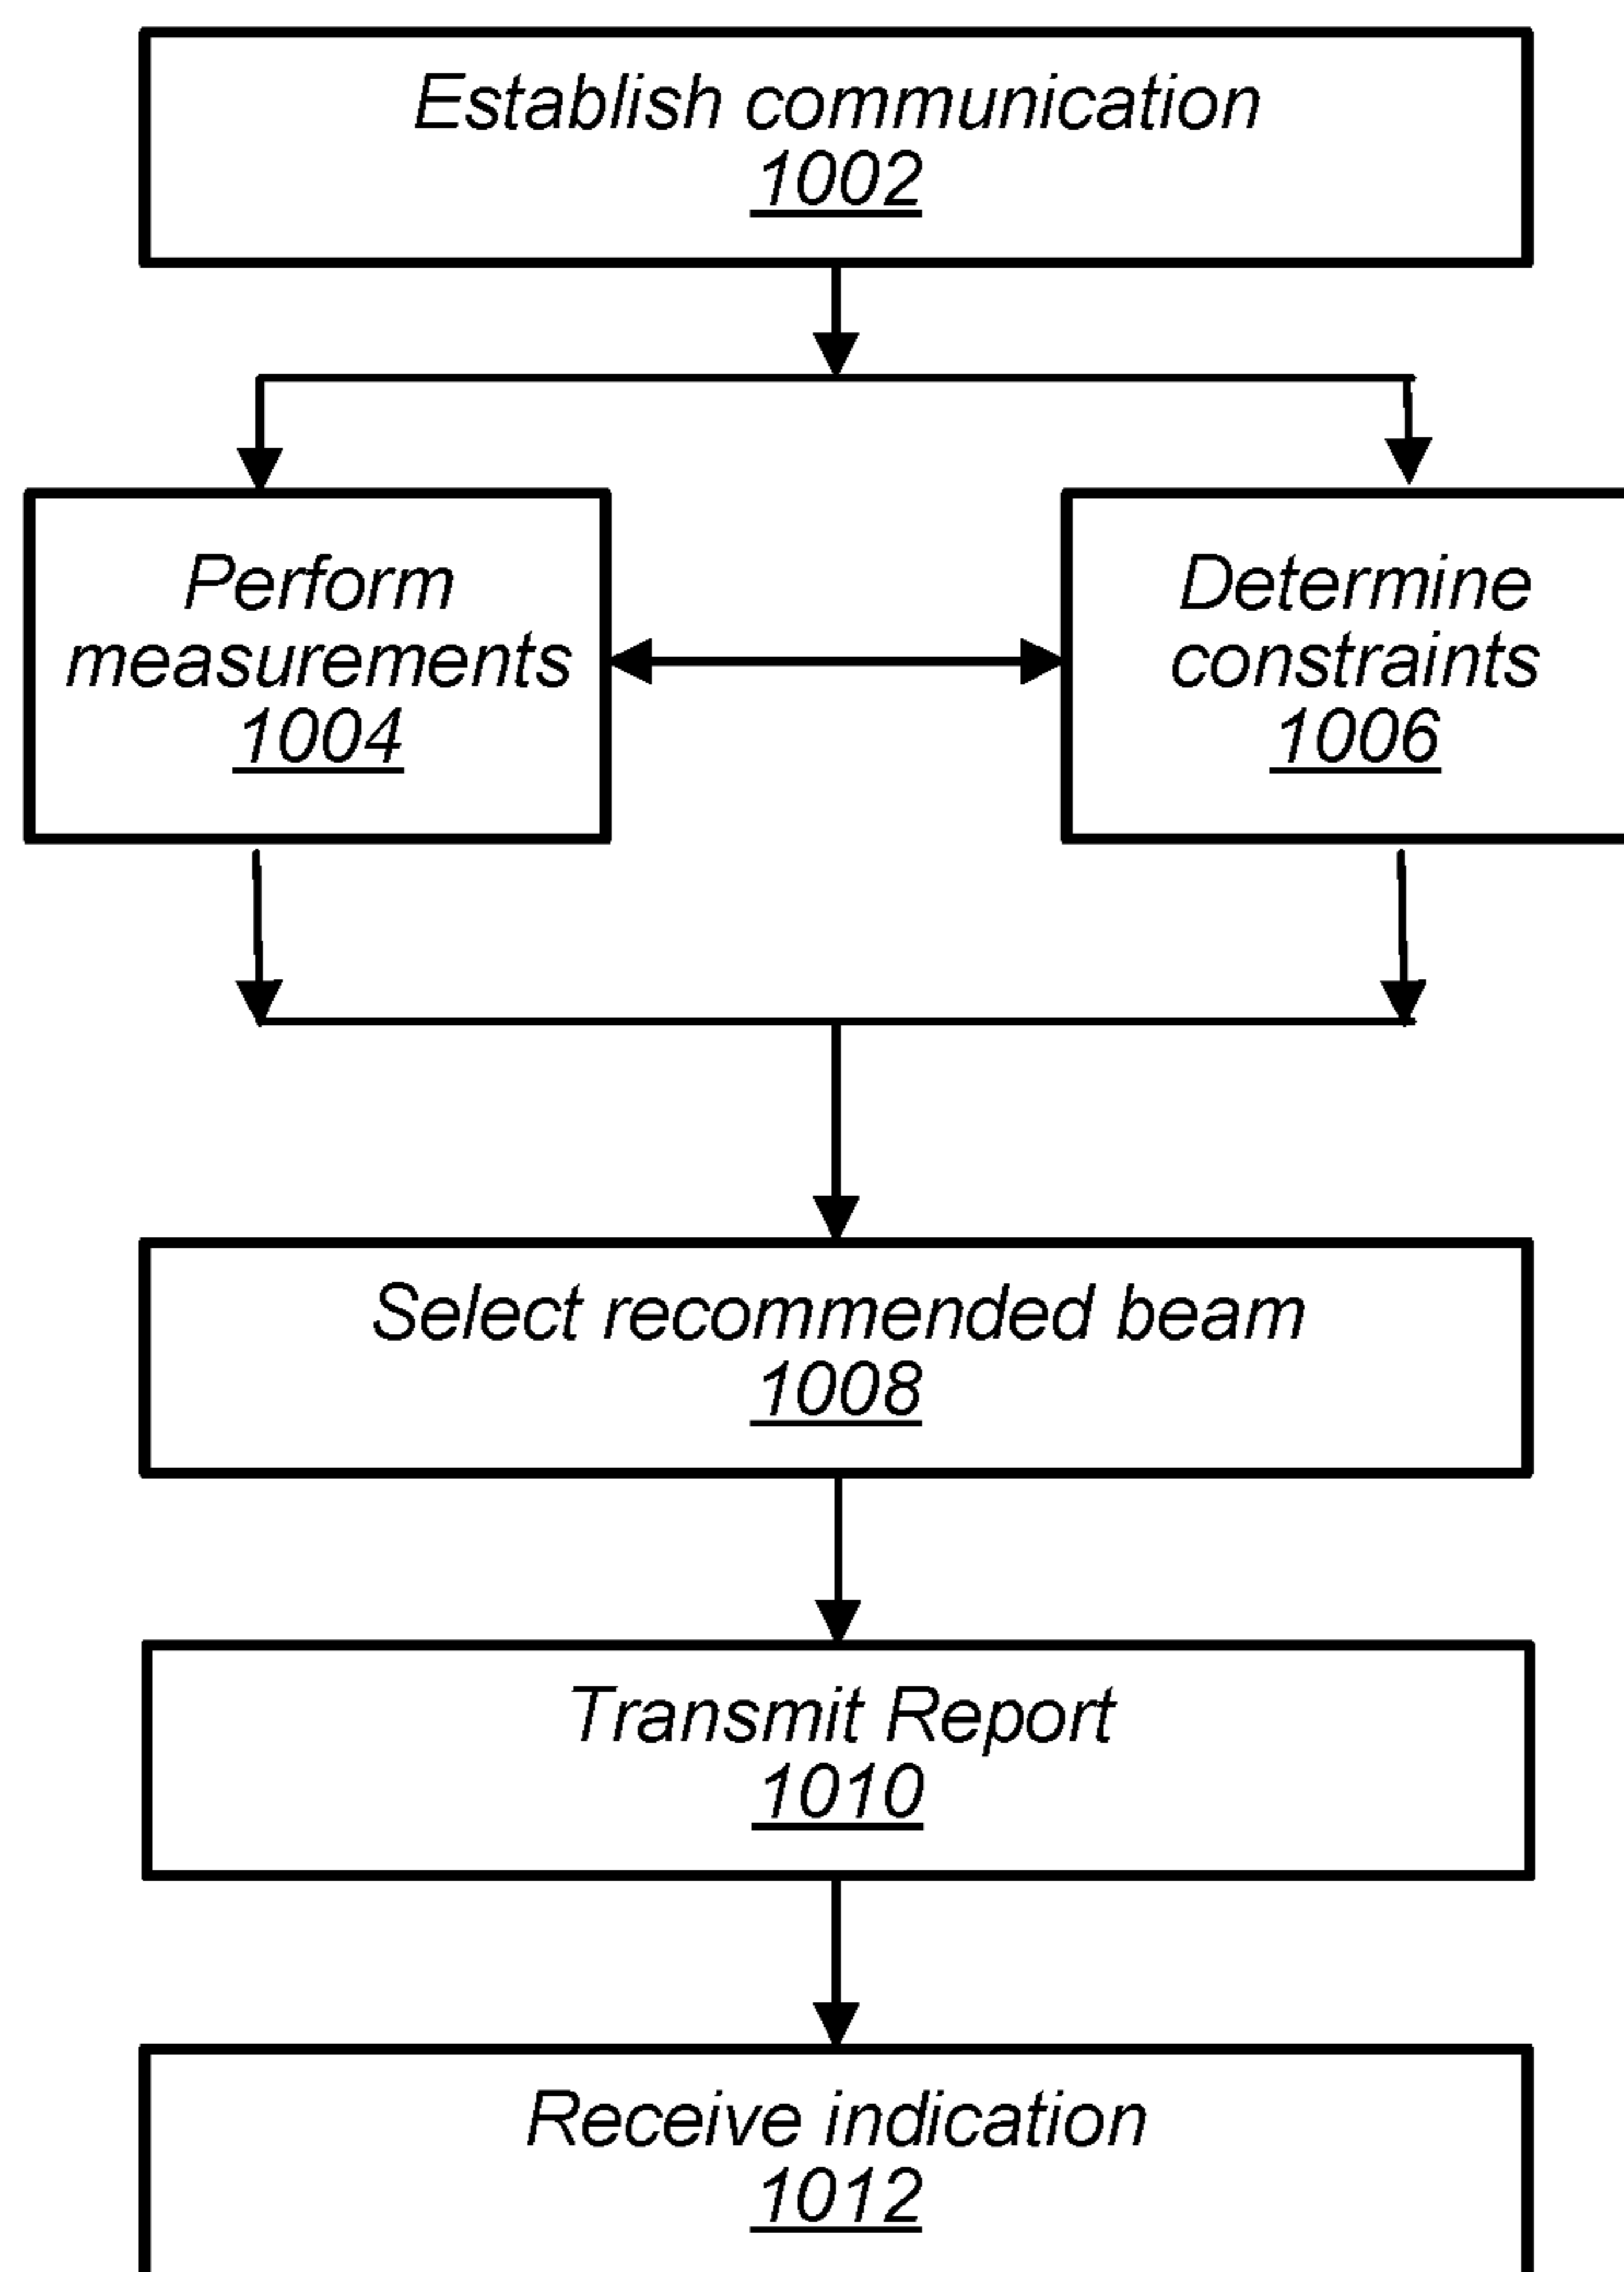 Establish communication
1002
Perform
measurements
1004
Determine
constraints
1006
Select recommended beam
1008
Transmit Report
1010
Receive indication
1012